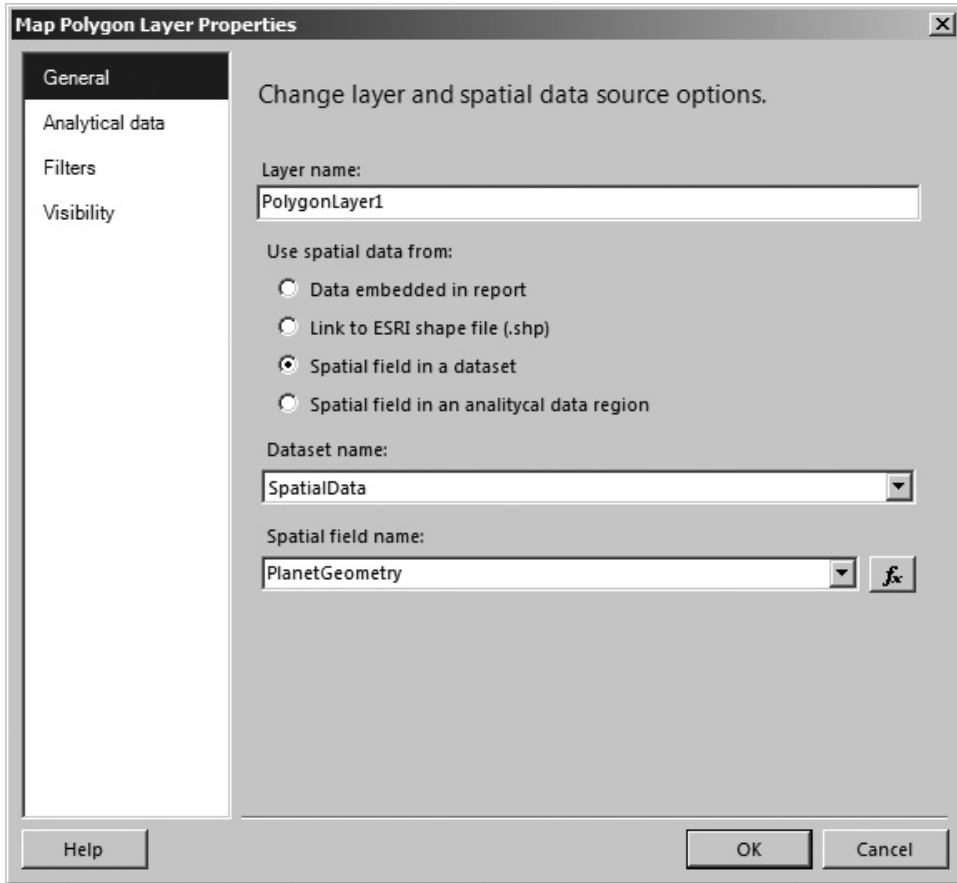 Map Polygon Layer Properties
General
Analytical data
Filters
Visibility
Change layer and spatial data source options.
Layer name:
PolygonLayer1
Use spatial data from:
Data embedded in report
Link to ESRI shape file (.shp)
Spatial field in a dataset
Spatial field in an analitycal data region
Dataset name:
SpatialData
Spatial field name:
PlanetGeometry
fx
Help
OK
Cancel